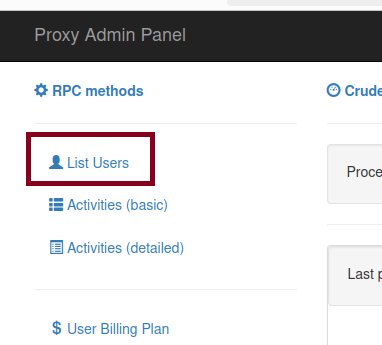 Proxy Admin Panel
RPC methods
List Users
Activities (basic)
Activities (detailed)
User Billing Plan
Crude
Proce
Last p